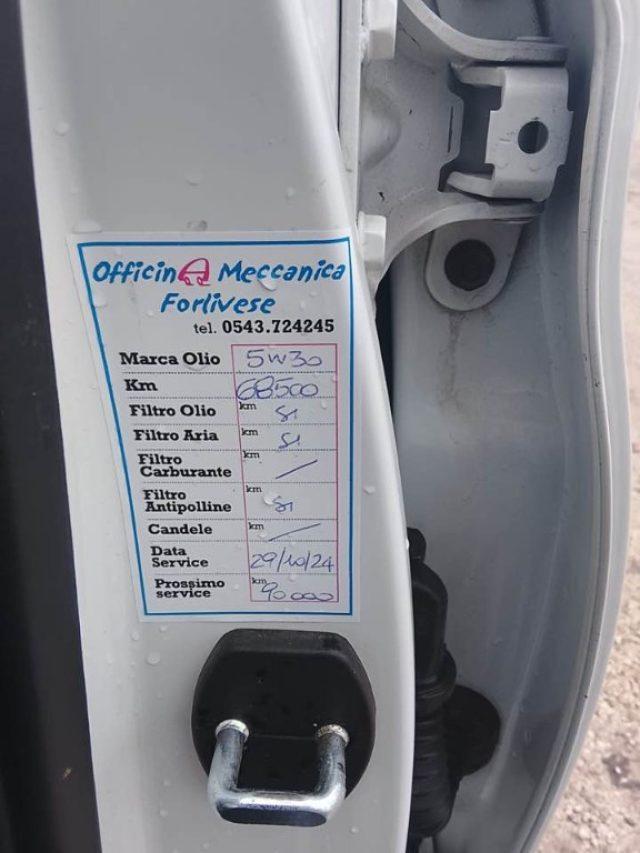 Officina Meccanica
Forlivese
tel. 0543.724245
Marca Olio 5W30
Km 68500
Filtro Olio km SI
Filtro Aria km SI
Filtro
Carburante km /
Filtro
Antipolline km SI
Candele km /
Data
Service 29/10/24
Prossimo
service km 90.000